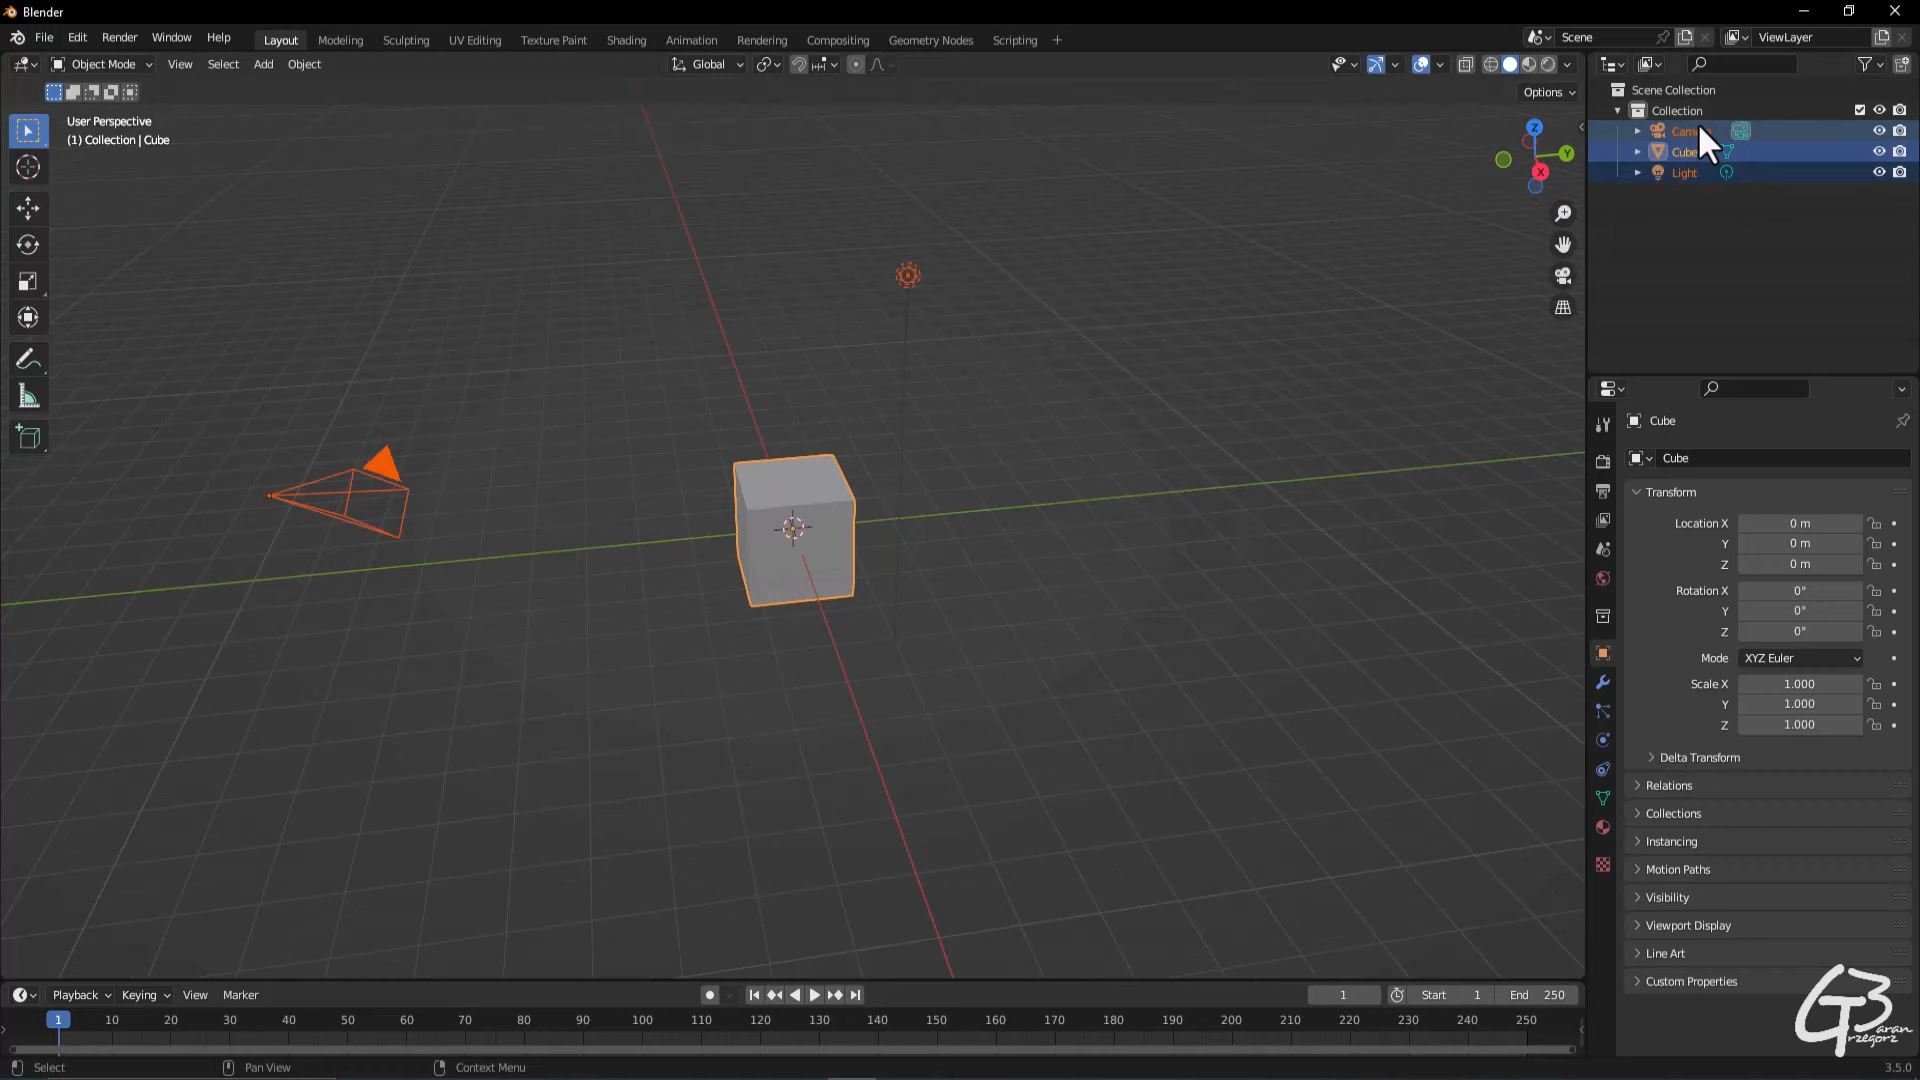 Blender
File Edit Render Window Help
Layout Modeling Sculpting UV Editing Texture Paint Shading Animation Rendering Compositing Geometry Nodes Scripting +
Scene
ViewLayer
Object Mode View Select Add Object
Global
Options
User Perspective
(1) Collection | Cube
Z
Y
X
Scene Collection
Collection
Cube
Light
Cube
Cube
Transform
Location X 0 m
Y 0 m
Z 0 m
Rotation X 0°
Y 0°
Z 0°
Mode XYZ Euler
Scale X 1.000
Y 1.000
Z 1.000
Delta Transform
Relations
Collections
Instancing
Motion Paths
Visibility
Viewport Display
Line Art
Custom Properties
Playback Keying View Marker
1
Start 1
End 250
1 10 20 30 40 50 60 70 80 90 100 110 120 130 140 150 160 170 180 190 200 210 220 230 240 250
Select
Pan View
Context Menu
3.5.0